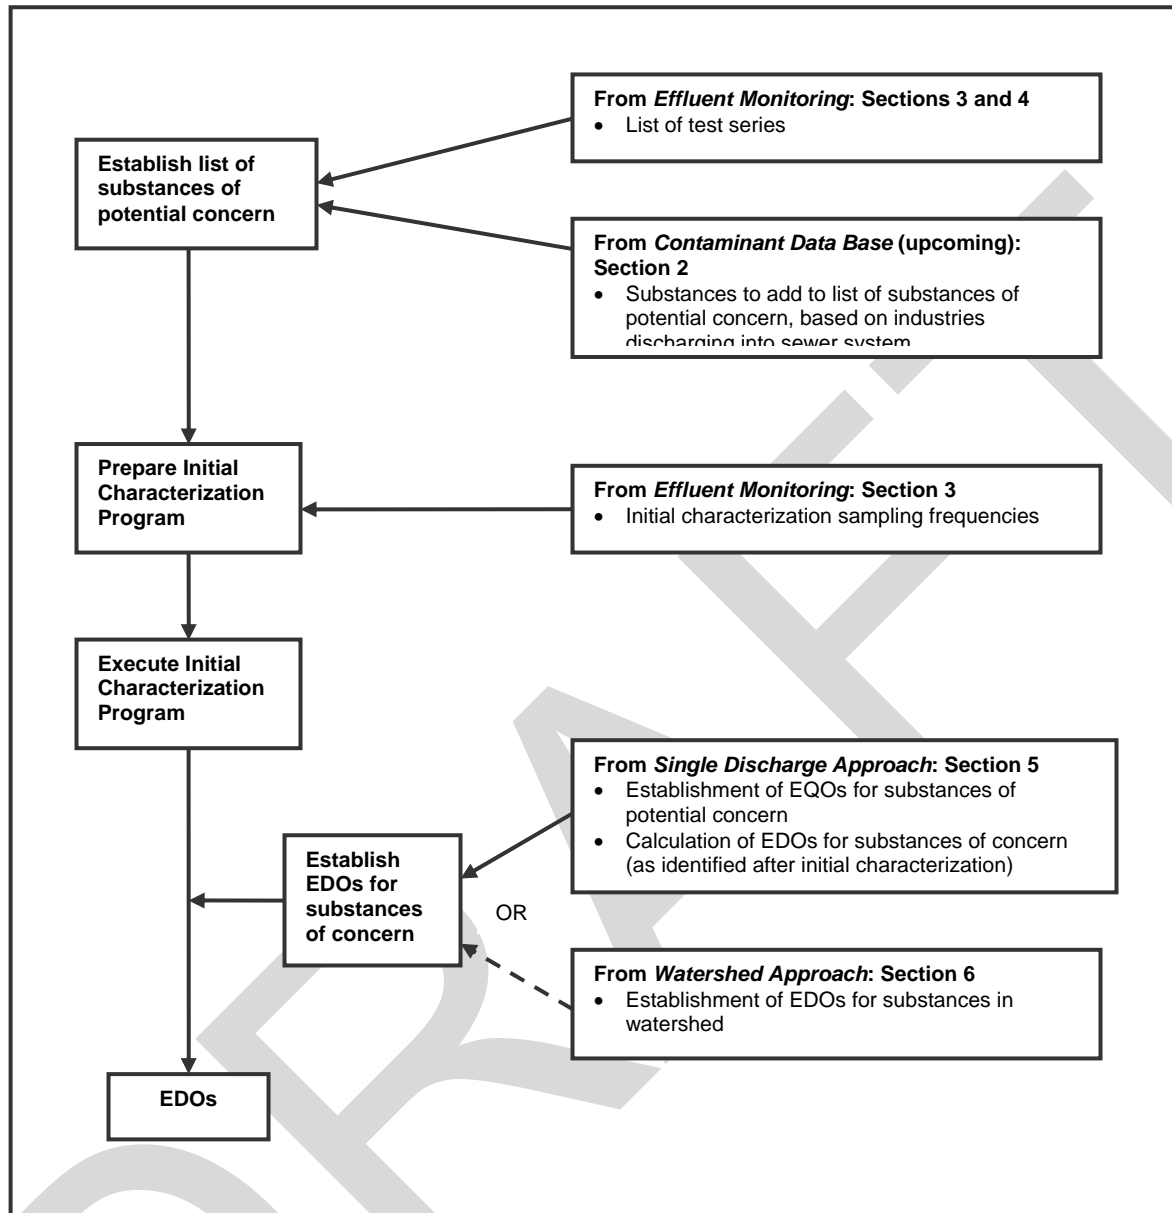 From Effluent Monitoring: Sections 3 and 4
• List of test series
Establish list of
substances of
potential concern
From Contaminant Data Base (upcoming):
Section 2
• Substances to add to list of substances of
potential concern, based on industries
discharging into sewer system
Prepare Initial
Characterization
Program
From Effluent Monitoring: Section 3
• Initial characterization sampling frequencies
Execute Initial
Characterization
Program
From Single Discharge Approach: Section 5
• Establishment of EQOs for substances of
potential concern
• Calculation of EDOs for substances of concern
(as identified after initial characterization)
Establish
EDOs for
substances
of concern
OR
From Watershed Approach: Section 6
• Establishment of EDOs for substances in
watershed
EDOs
DRAFT